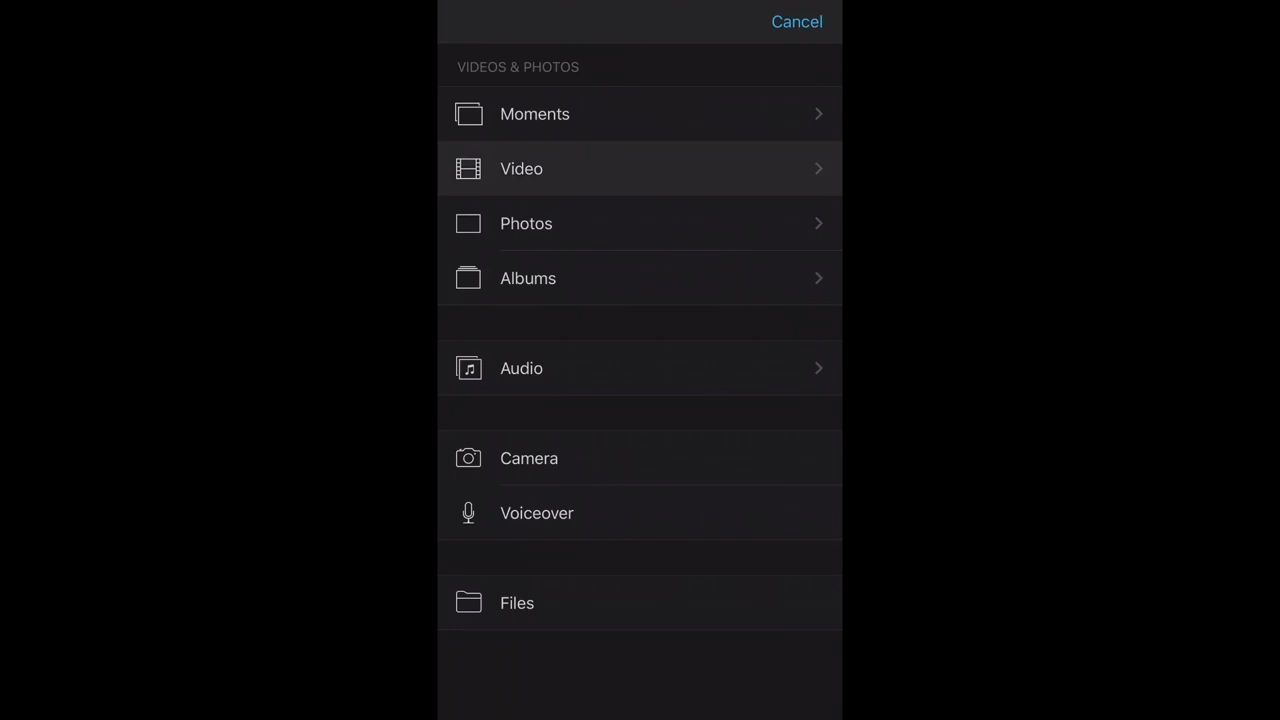 Cancel
VIDEOS & PHOTOS
Moments
Video
Photos
Albums
Audio
Camera
Voiceover
Files